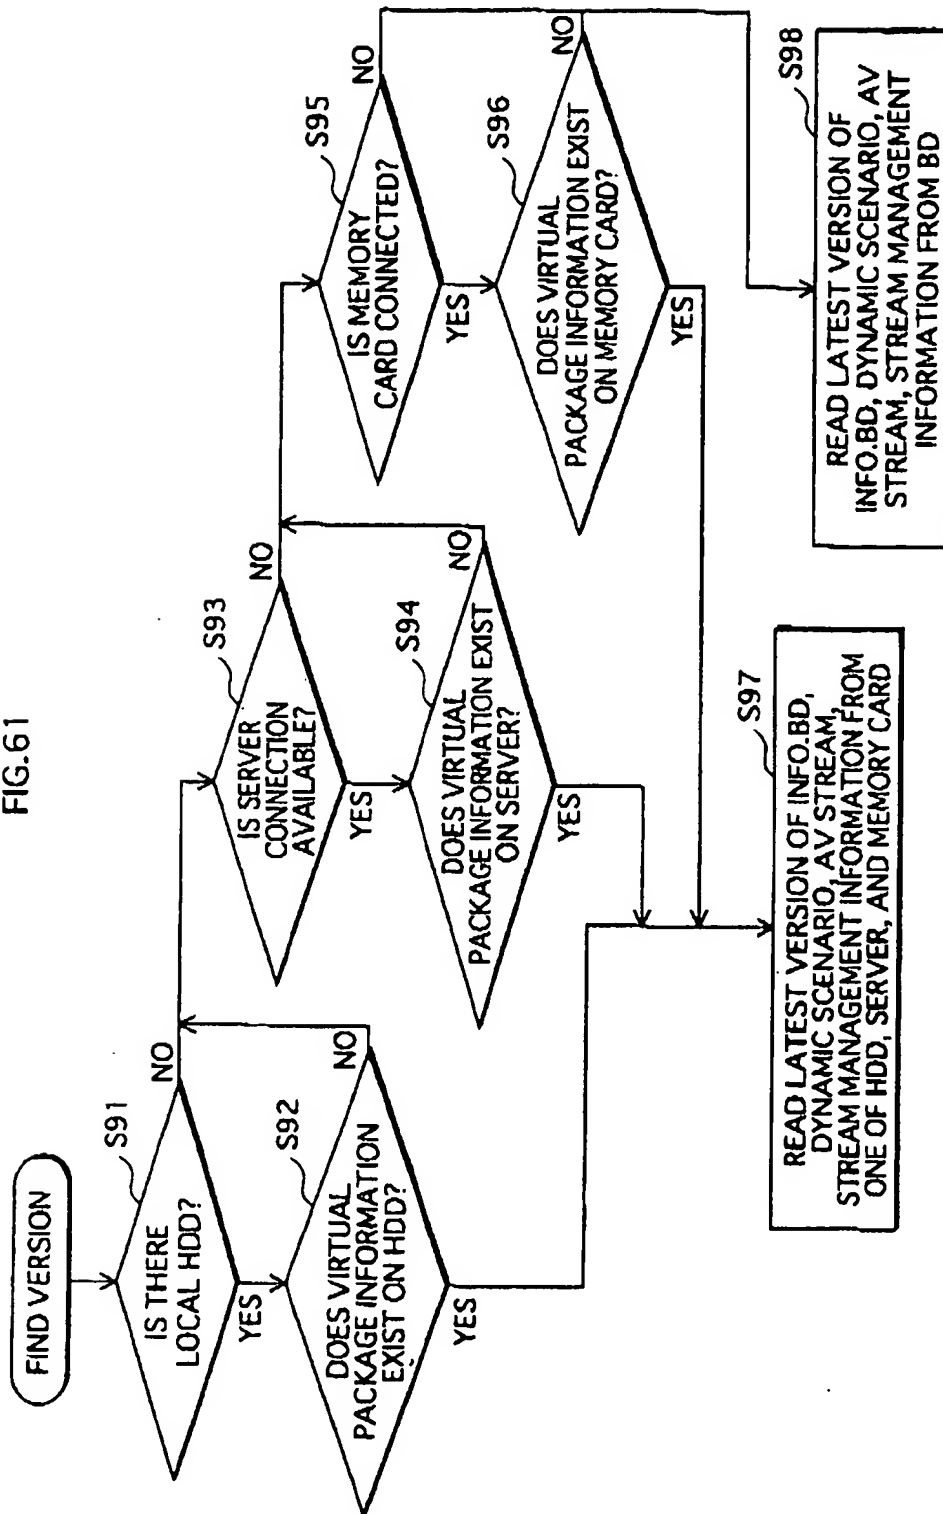 FIG.61
FIND VERSION
S91
IS THERE
LOCAL HDD?
NO
YES
S92
DOES VIRTUAL
PACKAGE INFORMATION
EXIST ON HDD?
NO
YES
S93
IS SERVER
CONNECTION
AVAILABLE?
NO
YES
S94
DOES VIRTUAL
PACKAGE INFORMATION EXIST
ON SERVER?
NO
YES
S95
IS MEMORY
CARD CONNECTED?
NO
YES
S96
DOES VIRTUAL
PACKAGE INFORMATION EXIST
ON MEMORY CARD?
NO
YES
S97
READ LATEST VERSION OF INFO.BD,
DYNAMIC SCENARIO, AV STREAM,
STREAM MANAGEMENT INFORMATION FROM
ONE OF HDD, SERVER, AND MEMORY CARD
S98
READ LATEST VERSION OF
INFO.BD, DYNAMIC SCENARIO, AV
STREAM, STREAM MANAGEMENT
INFORMATION FROM BD